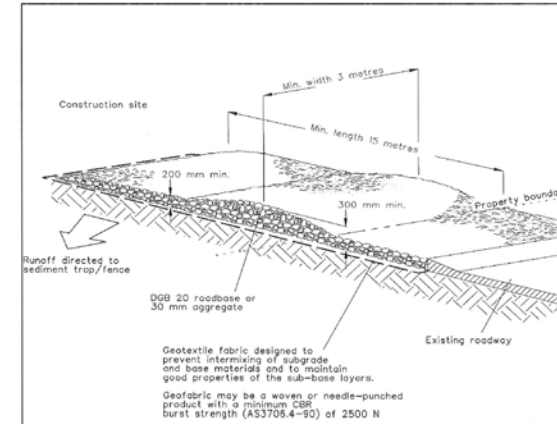 Min. width 3 metres
Construction site
Min. length 15 metres
200 mm min.
300 mm min.
Property
Runoff directed to
sediment trap/fence
DGB 20 roadbase or
30 mm aggregate
Existing roadway
Geotextile fabric designed to
prevent intermixing of subgrade
and base materials and to maintain
good properties of the sub-base layers.
Geofabric may be a woven or needle-punched
product with a minimum CBR
burst strength (AS3706.4-90) of 2500 N